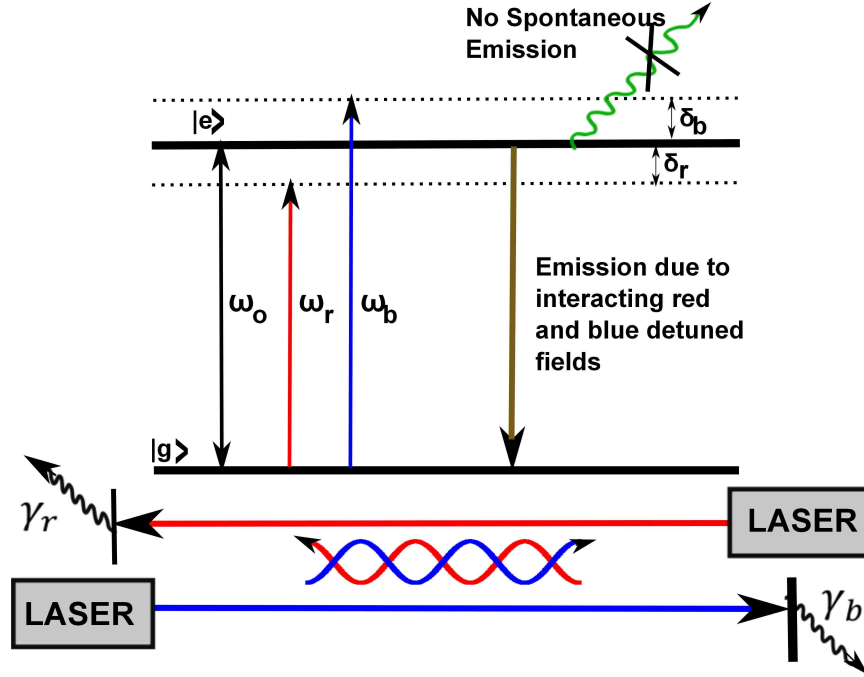 No Spontaneous
Emission
|e>
δb
δr
ωo
ωr
ωb
Emission due to
interacting red
and blue detuned
fields
|g>
γr
LASER
LASER
γb